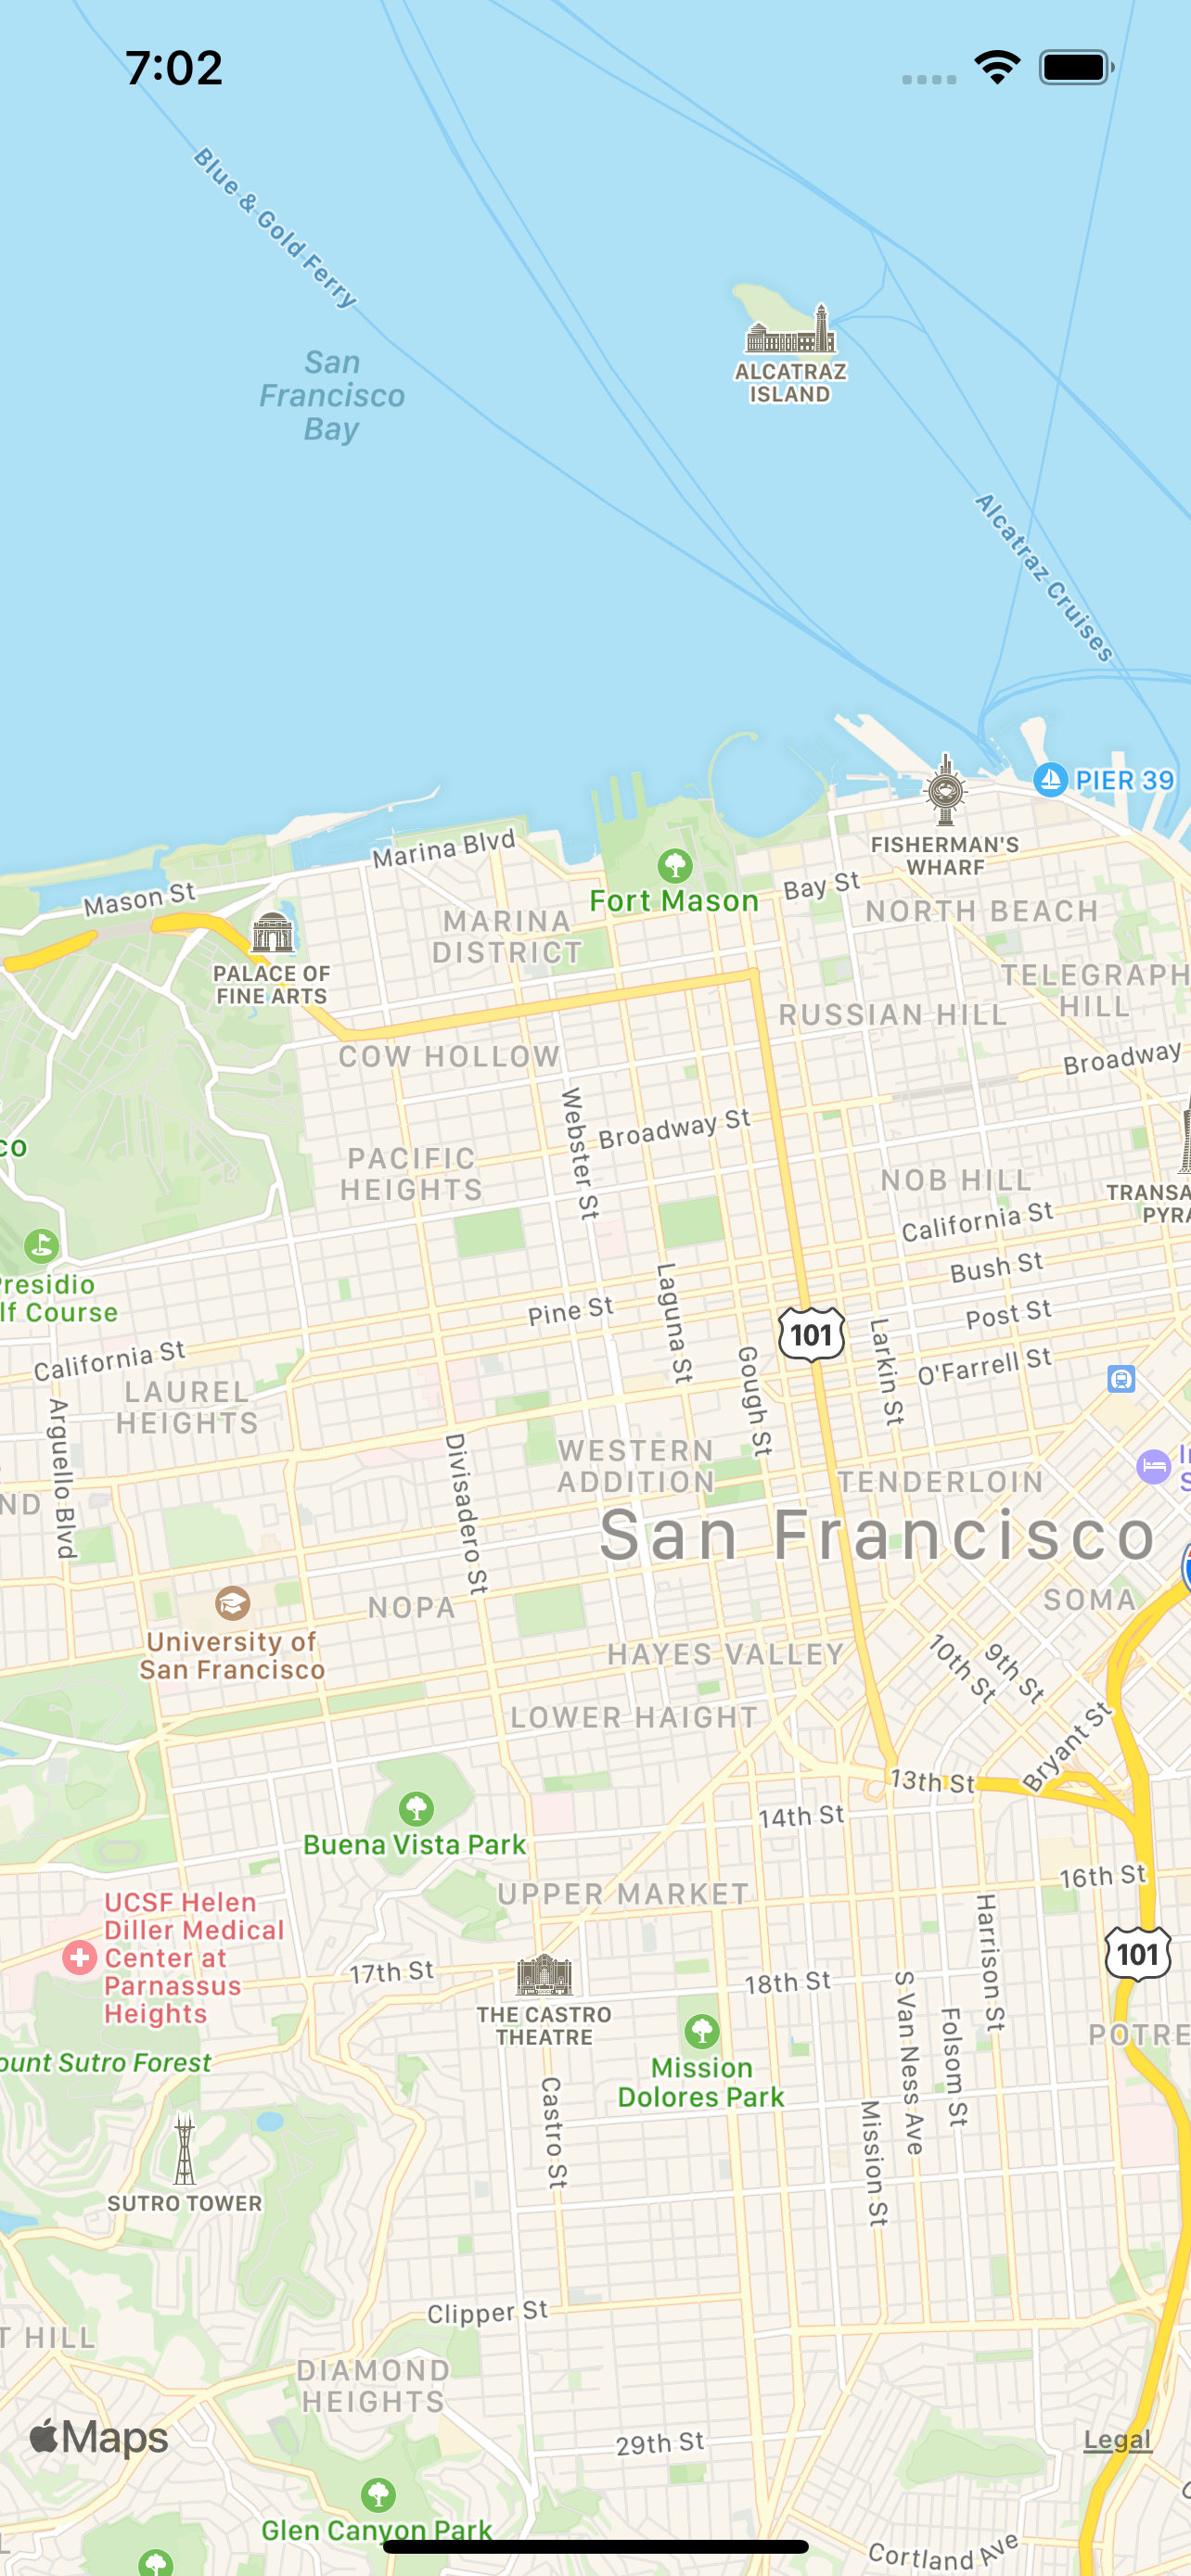 7:02
Blue & Gold Ferry
San
Francisco
Bay
ALCATRAZ
ISLAND
Alcatraz Cruises
PIER 39
FISHERMAN'S
WHARF
Marina Blvd
Fort Mason
Bay St
Mason St
MARINA
DISTRICT
NORTH BEACH
PALACE OF
FINE ARTS
TELEGRAPH
HILL
RUSSIAN HILL
COW HOLLOW
Broadway
Webster St
Broadway St
co
PACIFIC
HEIGHTS
NOB HILL
TRANSA
PYRA
California St
Presidio
lf Course
Bush St
Laguna St
Pine St
Post St
101
Larkin St
California St
Gough St
O'Farrell St
LAUREL
HEIGHTS
Arguello Blvd
Divisadero St
WESTERN
ADDITION
TENDERLOIN
ND
San Francisco
SOMA
NOPA
University of
San Francisco
HAYES VALLEY
10th St
9th St
LOWER HAIGHT
Bryant St
13th St
14th St
Buena Vista Park
16th St
UPPER MARKET
UCSF Helen
Diller Medical
Center at
Parnassus
Heights
Harrison St
101
17th St
18th St
THE CASTRO
THEATRE
S Van Ness Ave
Folsom St
POTRE
ount Sutro Forest
Mission
Dolores Park
Castro St
Mission St
SUTRO TOWER
Clipper St
T HILL
DIAMOND
HEIGHTS
Maps
29th St
Legal
Glen Canyon Park
Cortland Ave